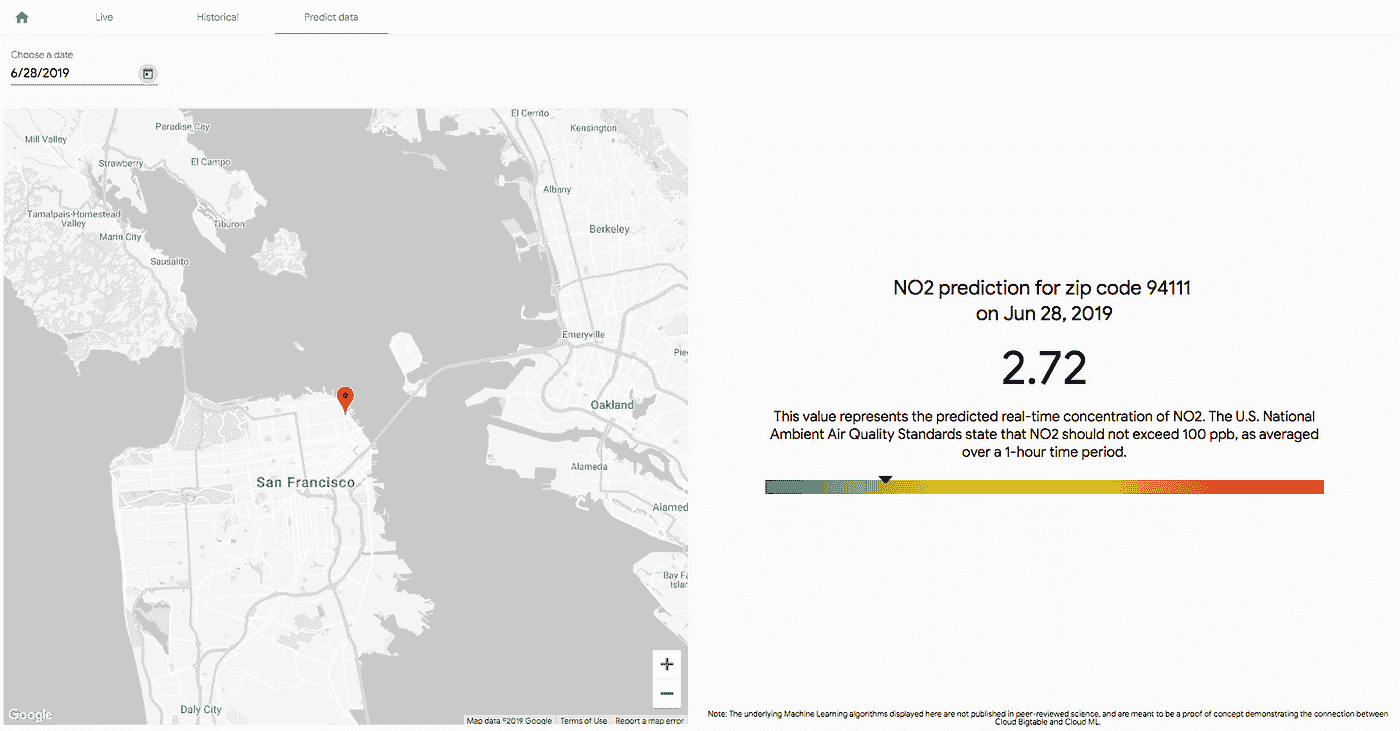 Live
Historical
Predict data
Choose a date
6/28/2019
El Cerrito
Paradise Cay
Kensington
Mill Valley
Strawberry
El Campo
Albany
Tamalpais-Homestead
Valley
Tiburon
Berkeley
Marin City
Sausalito
Emeryville
Oakland
San Francisco
Alameda
Alamed
Daly City
Google
Map data ©2019 Google
Terms of Use
Report a map error
NO2 prediction for zip code 94111
on Jun 28, 2019
2.72
This value represents the predicted real-time concentration of NO2. The U.S. National
Ambient Air Quality Standards state that NO2 should not exceed 100 ppb, as averaged
over a 1-hour time period.
Note: The underlying Machine Learning algorithms displayed here are not published in peer-reviewed science, and are meant to be a proof of concept demonstrating the connection between
Cloud Bigtable and Cloud ML.